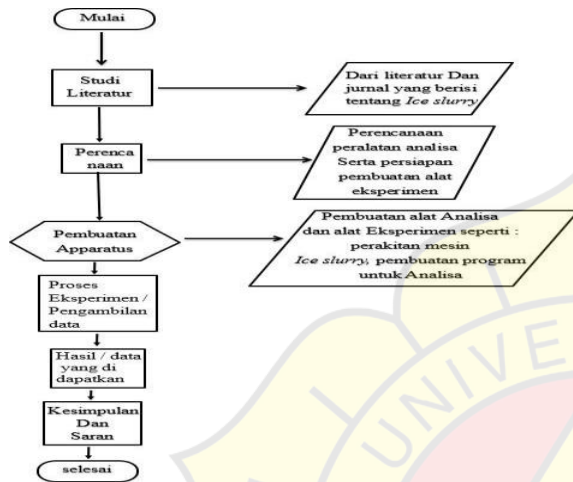 Mulai
Studi
Literatur
Dari literatur Dan
jurnal yang berisi
tentang Ice slurry
Perenca
naan
Perencanaan
peralatan analisa
Serta persiapan
pembuatan alat
eksperimen
Pembuatan
Apparatus
Pembuatan alat Analisa
dan alat Eksperimen seperti :
perakitan mesin
Ice slurry, pembuatan program
untuk Analisa
Proses
Eksperimen /
Pengambilan
data
Hasil / data
yang di
dapatkan
Kesimpulan
Dan
Saran
selesai
UNIVE